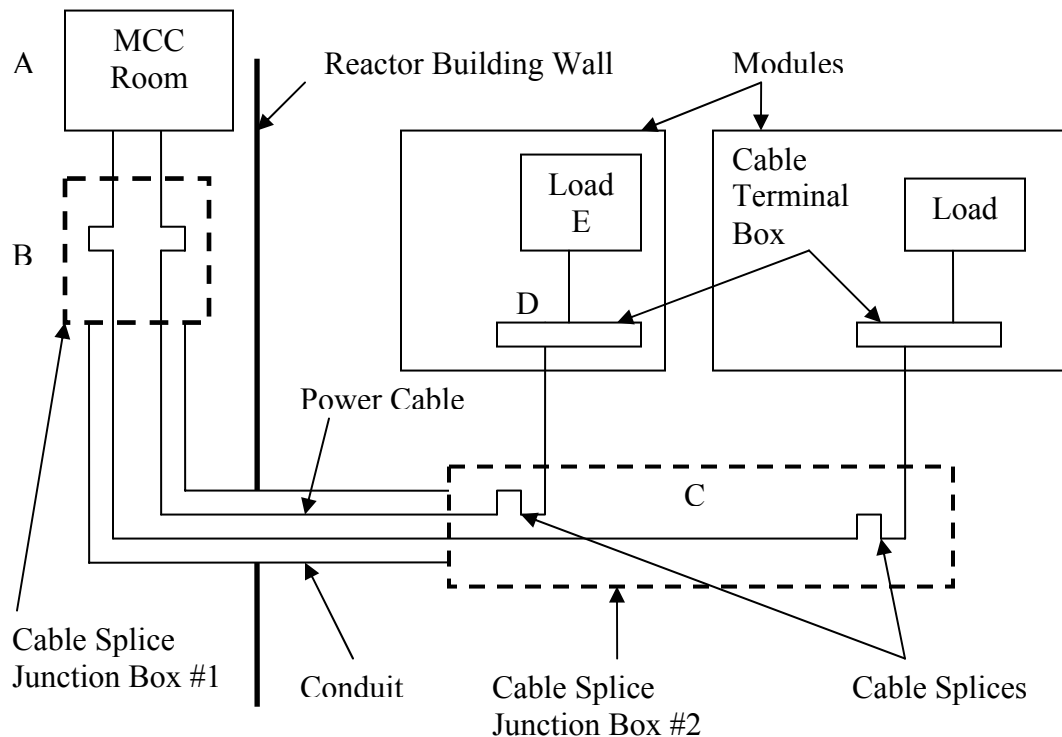 A
MCC
Room
Reactor Building Wall
Modules
Load
E
Cable
Terminal
Box
Load
B
D
Power Cable
C
Cable Splice
Junction Box #1
Conduit
Cable Splice
Junction Box #2
Cable Splices